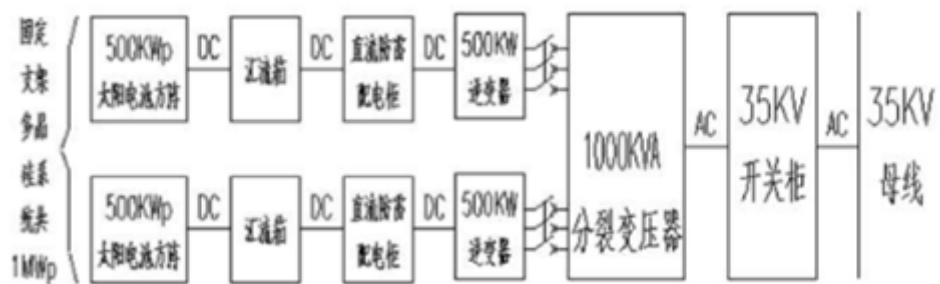 固定
支架
多晶
硅系
统共
1MWp
500KWp
太阳电池方阵
DC
汇流箱
DC
直流防雷
配电柜
DC
500KW
逆变器
500KWp
太阳电池方阵
DC
汇流箱
DC
直流防雷
配电柜
DC
500KW
逆变器
1000KVA
分裂变压器
AC
35KV
开关柜
AC
35KV
母线